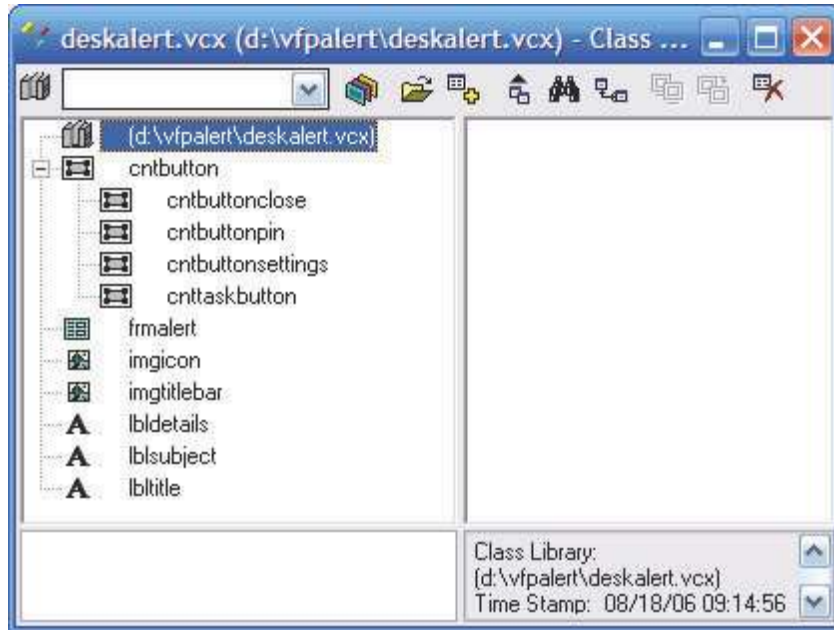 deskalert.vcx (d:\vfpalert\deskalert.vcx) - Class ...
(d:\vfpalert\deskalert.vcx)
cntbutton
cntbuttonclose
cntbuttonpin
cntbuttonsettings
cnttaskbutton
frmalert
imgicon
imgtitlebar
lbldetails
lblsubject
lbltitle
Class Library:
(d:\vfpalert\deskalert.vcx)
Time Stamp: 08/18/06 09:14:56